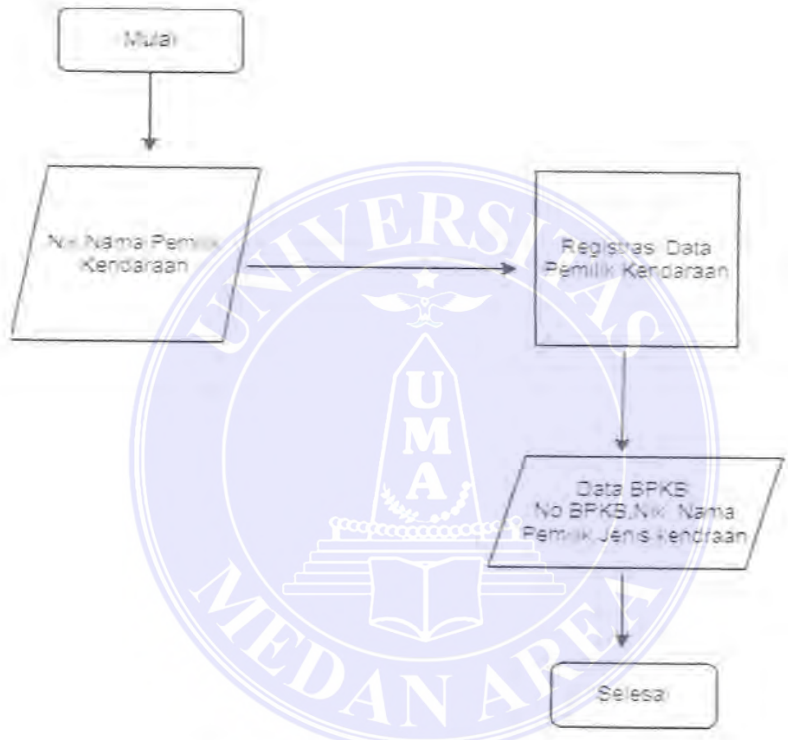 Mulai
Nik Nama Pemilik
Kendaraan
Registrasi Data
Pemilik Kendaraan
Data BPKB
No BPKB,Nik Nama
Pemilik Jenis kendraan
Selesai
UNIVERSITAS
UMA
MEDAN AREA